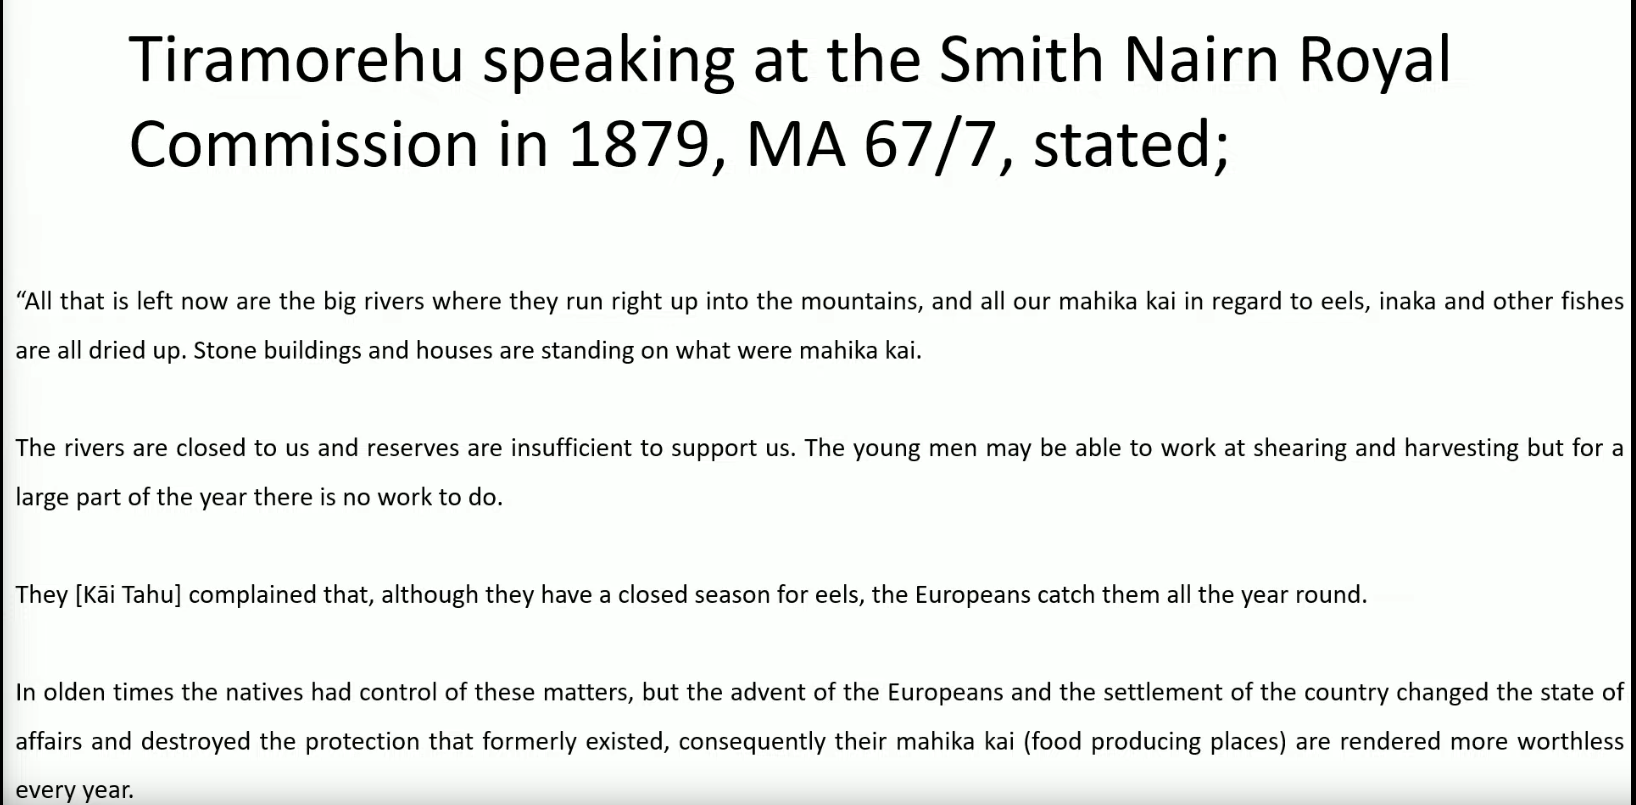 Tiramorehu speaking at the Smith Nairn Royal
Commission in 1879, MA 67/7, stated;
“All that is left now are the big rivers where they run right up into the mountains, and all our mahika kai in regard to eels, inaka and other fishes
are all dried up. Stone buildings and houses are standing on what were mahika kai.
The rivers are closed to us and reserves are insufficient to support us. The young men may be able to work at shearing and harvesting but for a
large part of the year there is no work to do.
They [Kāi Tahu] complained that, although they have a closed season for eels, the Europeans catch them all the year round.
In olden times the natives had control of these matters, but the advent of the Europeans and the settlement of the country changed the state of
affairs and destroyed the protection that formerly existed, consequently their mahika kai (food producing places) are rendered more worthless
every year.